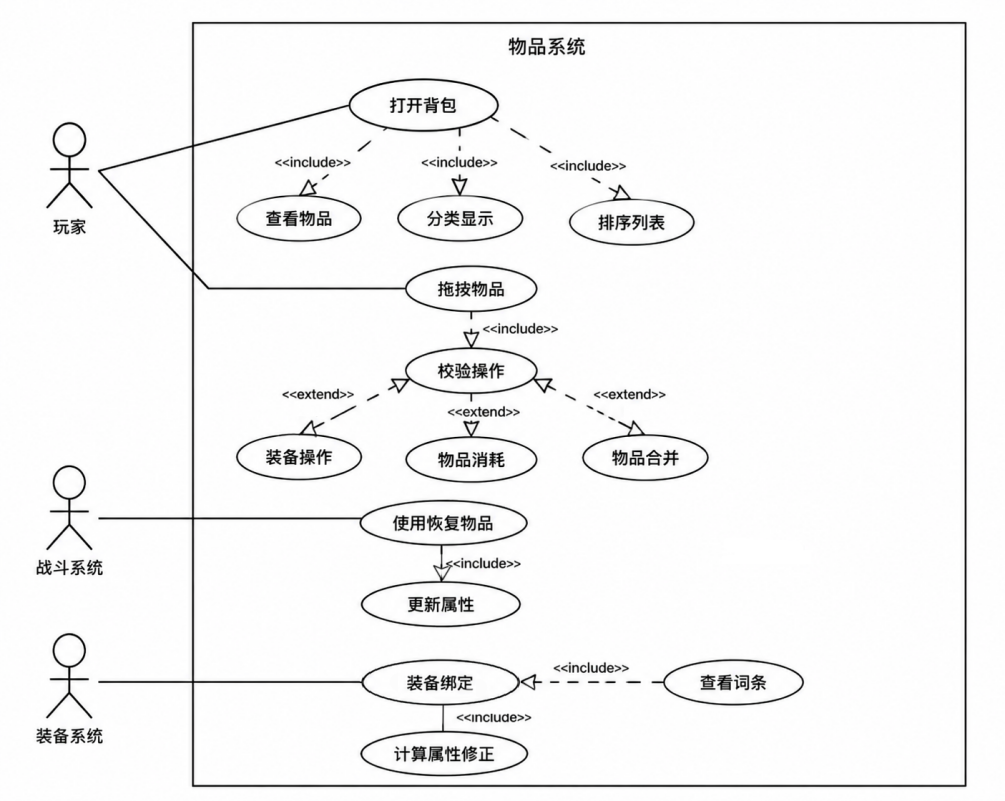 物品系统
打开背包
<<include>>
<<include>>
<<include>>
玩家
查看物品
分类显示
排序列表
拖按物品
<<include>>
校验操作
<<extend>>
<<extend>>
<<extend>>
装备操作
物品消耗
物品合并
使用恢复物品
战斗系统
<<include>>
更新属性
<<include>>
装备绑定
查看词条
<<include>>
装备系统
计算属性修正